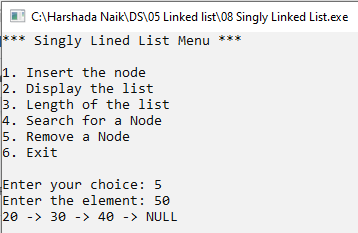 C:\Harshada Naik\DS\05 Linked list\08 Singly Linked List.exe
*** Singly Lined List Menu ***
1. Insert the node
2. Display the list
3. Length of the list
4. Search for a Node
5. Remove a Node
6. Exit
Enter your choice: 5
Enter the element: 50
20 -> 30 -> 40 -> NULL